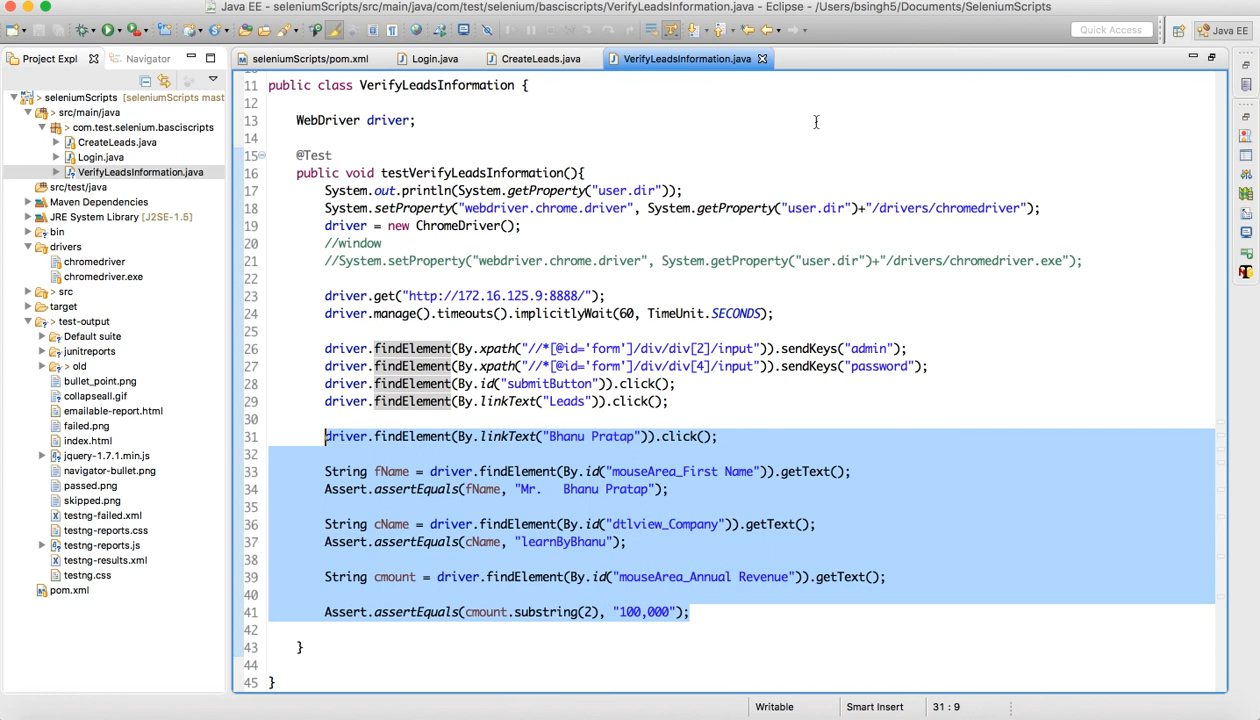 Java EE - seleniumScripts/src/main/java/com/test/selenium/basciscripts/VerifyLeadsInformation.java - Eclipse - /Users/bsingh5/Documents/SeleniumScripts
Quick Access
Java EE
Project Expl
Navigator
seleniumScripts/pom.xml
Login.java
CreateLeads.java
VerifyLeadsInformation.java
seleniumScripts [seleniumScripts mast
src/main/java
com.test.selenium.basciscripts
CreateLeads.java
Login.java
VerifyLeadsInformation.java
src/test/java
Maven Dependencies
JRE System Library [J2SE-1.5]
bin
drivers
chromedriver
chromedriver.exe
> src
target
test-output
Default suite
junitreports
> old
bullet_point.png
collapseall.gif
emailable-report.html
failed.png
index.html
jquery-1.7.1.min.js
navigator-bullet.png
passed.png
skipped.png
testng-failed.xml
testng-reports.css
testng-reports.js
testng-results.xml
testng.css
pom.xml
11 public class VerifyLeadsInformation {
12
13 WebDriver driver;
14
15 @Test
16 public void testVerifyLeadsInformation(){
17 System.out.println(System.getProperty("user.dir"));
18 System.setProperty("webdriver.chrome.driver", System.getProperty("user.dir")+"/drivers/chromedriver");
19 driver = new ChromeDriver();
20 //window
21 //System.setProperty("webdriver.chrome.driver", System.getProperty("user.dir")+"/drivers/chromedriver.exe");
22
23 driver.get("http://172.16.125.9:8888/");
24 driver.manage().timeouts().implicitlyWait(60, TimeUnit.SECONDS);
25
26 driver.findElement(By.xpath("//*[@id='form']/div/div[2]/input")).sendKeys("admin");
27 driver.findElement(By.xpath("//*[@id='form']/div/div[4]/input")).sendKeys("password");
28 driver.findElement(By.id("submitButton")).click();
29 driver.findElement(By.linkText("Leads")).click();
30
31 driver.findElement(By.linkText("Bhanu Pratap")).click();
32
33 String fName = driver.findElement(By.id("mouseArea_First Name")).getText();
34 Assert.assertEquals(fName, "Mr.   Bhanu Pratap");
35
36 String cName = driver.findElement(By.id("dtlview_Company")).getText();
37 Assert.assertEquals(cName, "learnByBhanu");
38
39 String cmount = driver.findElement(By.id("mouseArea_Annual Revenue")).getText();
40
41 Assert.assertEquals(cmount.substring(2), "100,000");
42
43 }
44
45 }
Writable
Smart Insert
31 : 9